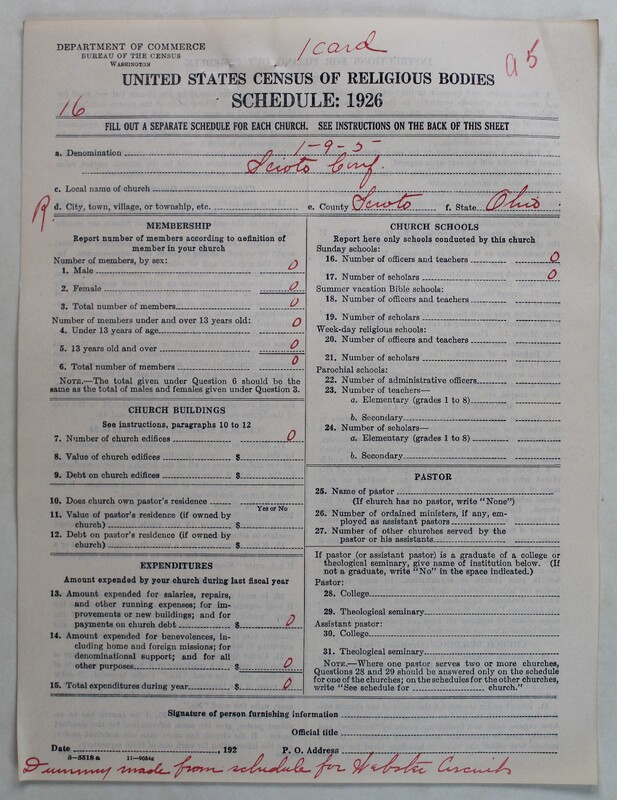 1 card
a 5
DEPARTMENT OF COMMERCE
BUREAU OF THE CENSUS
WASHINGTON
UNITED STATES CENSUS OF RELIGIOUS BODIES
SCHEDULE: 1926
16
FILL OUT A SEPARATE SCHEDULE FOR EACH CHURCH. SEE INSTRUCTIONS ON THE BACK OF THIS SHEET
a. Denomination 1-9-5
Scioto Conf.
c. Local name of church
R
d. City, town, village, or township, etc. e. County Scioto f. State Ohio
MEMBERSHIP
Report number of members according to definition of
member in your church
Number of members, by sex:
1. Male 0
2. Female 0
3. Total number of members 0
Number of members under and over 13 years old:
4. Under 13 years of age 0
5. 13 years old and over 0
6. Total number of members 0
NOTE.—The total given under Question 6 should be the
same as the total of males and females given under Question 3.
CHURCH BUILDINGS
See instructions, paragraphs 10 to 12
7. Number of church edifices 0
8. Value of church edifices $
9. Debt on church edifices $
10. Does church own pastor's residence
Yes or No
11. Value of pastor's residence (if owned by
church) $
12. Debt on pastor's residence (if owned by
church) $
EXPENDITURES
Amount expended by your church during last fiscal year
13. Amount expended for salaries, repairs,
and other running expenses; for im-
provements or new buildings; and for
payments on church debt $ 0
14. Amount expended for benevolences, in-
cluding home and foreign missions; for
denominational support; and for all
other purposes $ 0
15. Total expenditures during year $ 0
CHURCH SCHOOLS
Report here only schools conducted by this church
Sunday schools:
16. Number of officers and teachers 0
17. Number of scholars 0
Summer vacation Bible schools:
18. Number of officers and teachers
19. Number of scholars
Week-day religious schools:
20. Number of officers and teachers
21. Number of scholars
Parochial schools:
22. Number of administrative officers
23. Number of teachers—
a. Elementary (grades 1 to 8)
b. Secondary
24. Number of scholars—
a. Elementary (grades 1 to 8)
b. Secondary
PASTOR
25. Name of pastor
(If church has no pastor, write "None")
26. Number of ordained ministers, if any, em-
ployed as assistant pastors
27. Number of other churches served by the
pastor or his assistants
If pastor (or assistant pastor) is a graduate of a college or
theological seminary, give name of institution below. (If
not a graduate, write "No" in the space indicated.)
Pastor:
28. College
29. Theological seminary
Assistant pastor:
30. College
31. Theological seminary
NOTE.—Where one pastor serves two or more churches,
Questions 28 and 29 should be answered only on the schedule
for one of the churches; on the schedules for the other churches,
write "See schedule for church."
Signature of person furnishing information
Official title
Date , 192 P. O. Address
8-5518 a
Dummy made from schedule for Webster Circuit